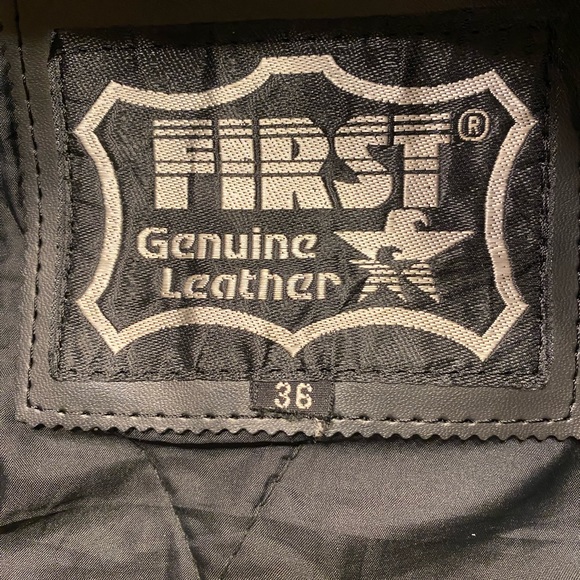 FIRST®
Genuine
Leather
36